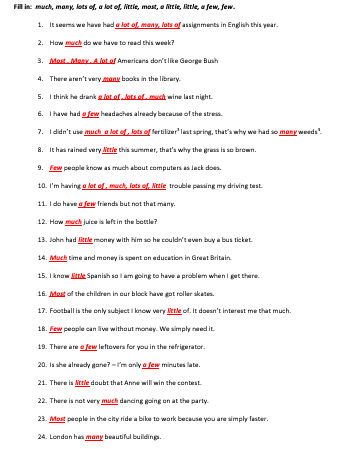 Fill in: much, many, lots of, a lot of, little, most, a little, little, a few, few.
1. It seems we have had a lot of, many, lots of assignments in English this year.
2. How much do we have to read this week?
3. Most , Many , A lot of Americans don't like George Bush
4. There aren't very many books in the library.
5. I think he drank a lot of , lots of , much wine last night.
6. I have had a few headaches already because of the stress.
7. I didn't use much a lot of , lots of fertilizer³ last spring, that's why we had so many weeds⁴.
8. It has rained very little this summer, that's why the grass is so brown.
9. Few people know as much about computers as Jack does.
10. I'm having a lot of , much, lots of, little trouble passing my driving test.
11. I do have a few friends but not that many.
12. How much juice is left in the bottle?
13. John had little money with him so he couldn't even buy a bus ticket.
14. Much time and money is spent on education in Great Britain.
15. I know little Spanish so I am going to have a problem when I get there.
16. Most of the children in our block have got roller skates.
17. Football is the only subject I know very little of. It doesn't interest me that much.
18. Few people can live without money. We simply need it.
19. There are a few leftovers for you in the refrigerator.
20. Is she already gone? – I'm only a few minutes late.
21. There is little doubt that Anne will win the contest.
22. There is not very much dancing going on at the party.
23. Most people in the city ride a bike to work because you are simply faster.
24. London has many beautiful buildings.